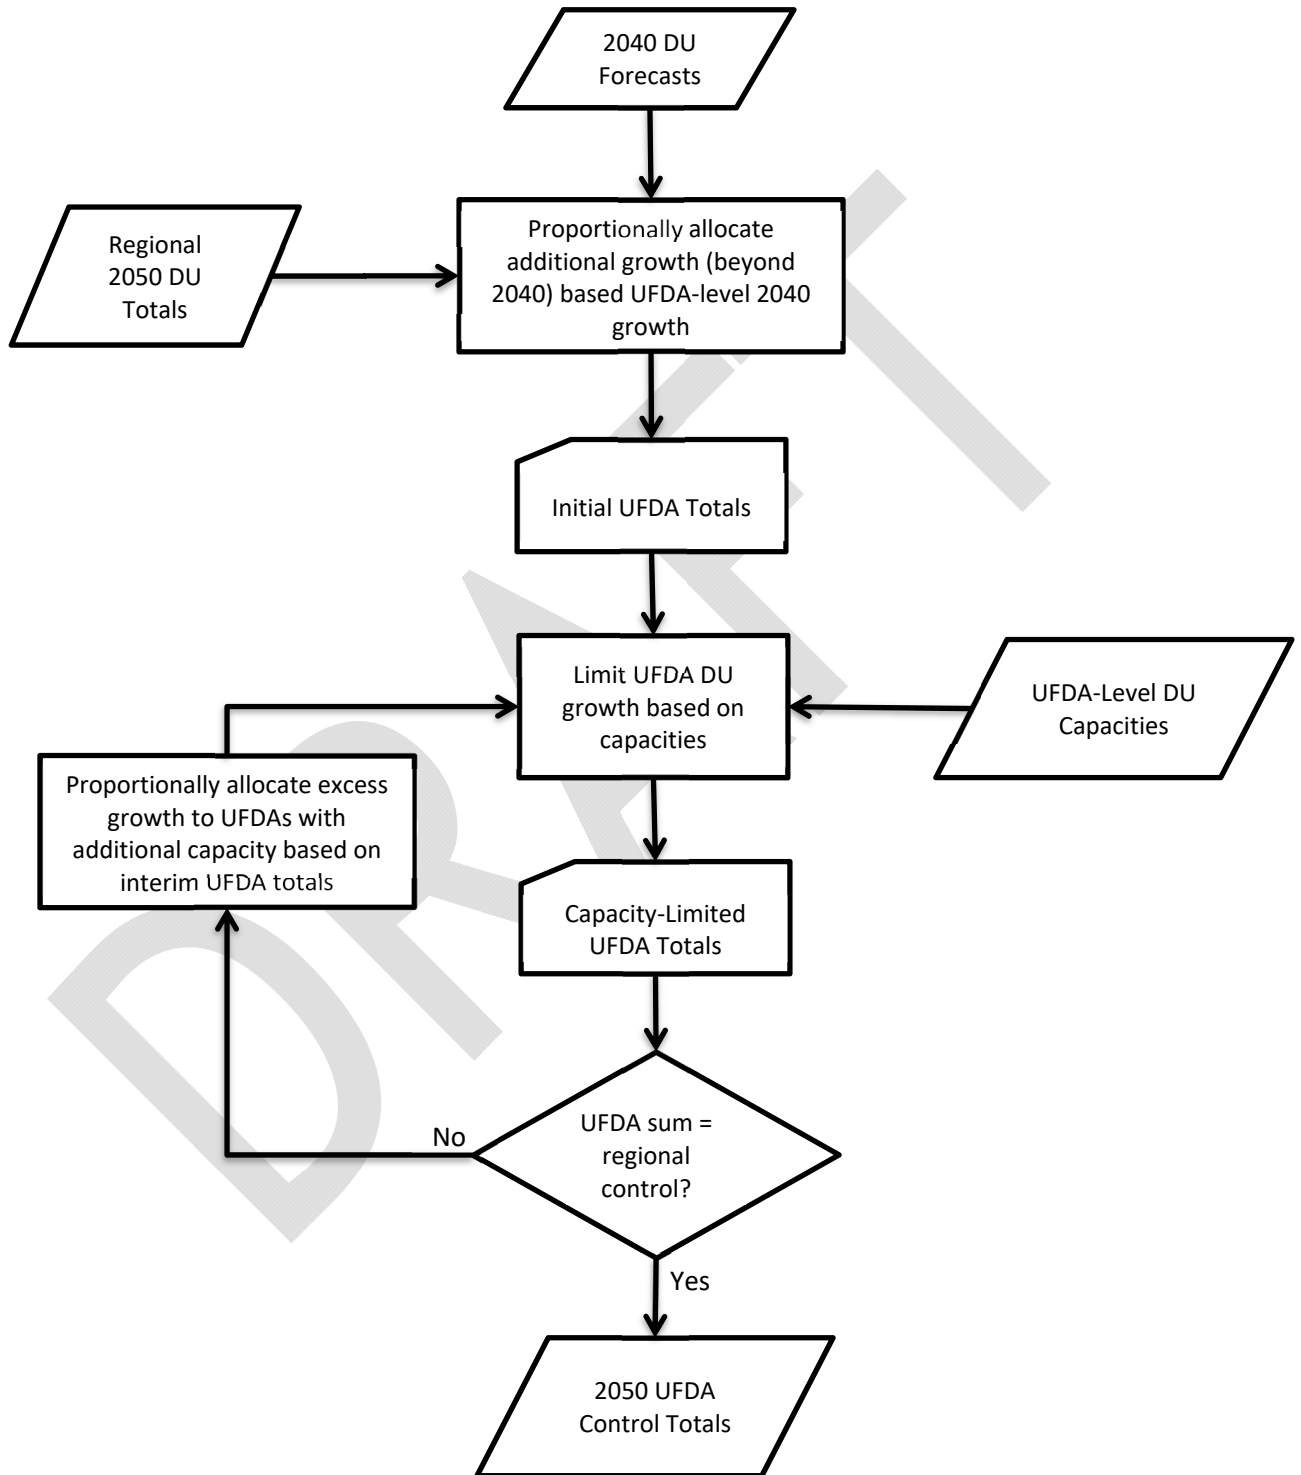 2040 DU
Forecasts
Regional
2050 DU
Totals
Proportionally allocate
additional growth (beyond
2040) based UFDA-level 2040
growth
Initial UFDA Totals
Limit UFDA DU
growth based on
capacities
UFDA-Level DU
Capacities
Proportionally allocate excess
growth to UFDAs with
additional capacity based on
interim UFDA totals
Capacity-Limited
UFDA Totals
UFDA sum =
regional
control?
No
Yes
2050 UFDA
Control Totals
DRAFT